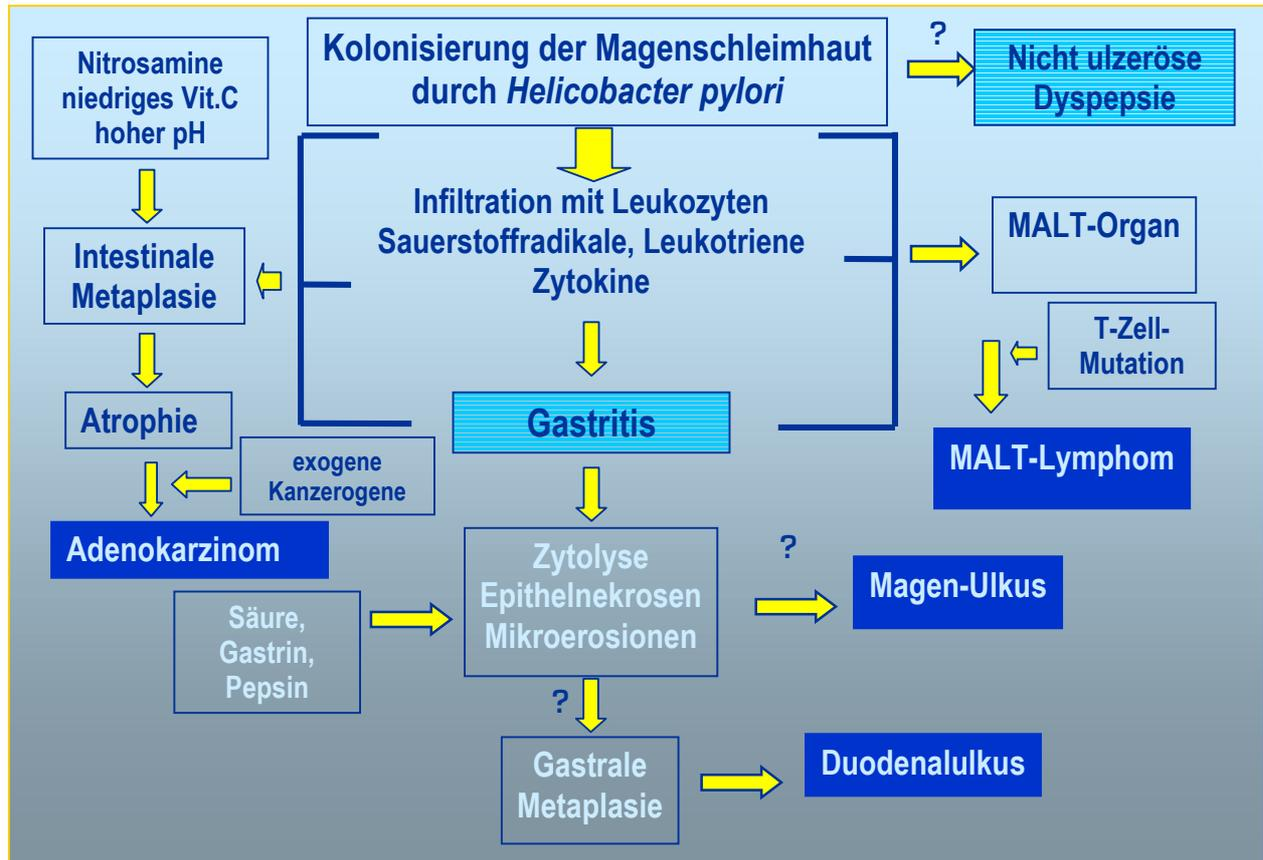 Kolonisierung der Magenschleimhaut
durch Helicobacter pylori
?
Nicht ulzeröse
Dyspepsie
Nitrosamine
niedriges Vit.C
hoher pH
Infiltration mit Leukozyten
Sauerstoffradikale, Leukotriene
Zytokine
MALT-Organ
Intestinale
Metaplasie
T-Zell-
Mutation
Atrophie
Gastritis
MALT-Lymphom
exogene
Kanzerogene
Adenokarzinom
Zytolyse
Epithelnekrosen
Mikroerosionen
?
Magen-Ulkus
Säure,
Gastrin,
Pepsin
?
Gastrale
Metaplasie
Duodenalulkus